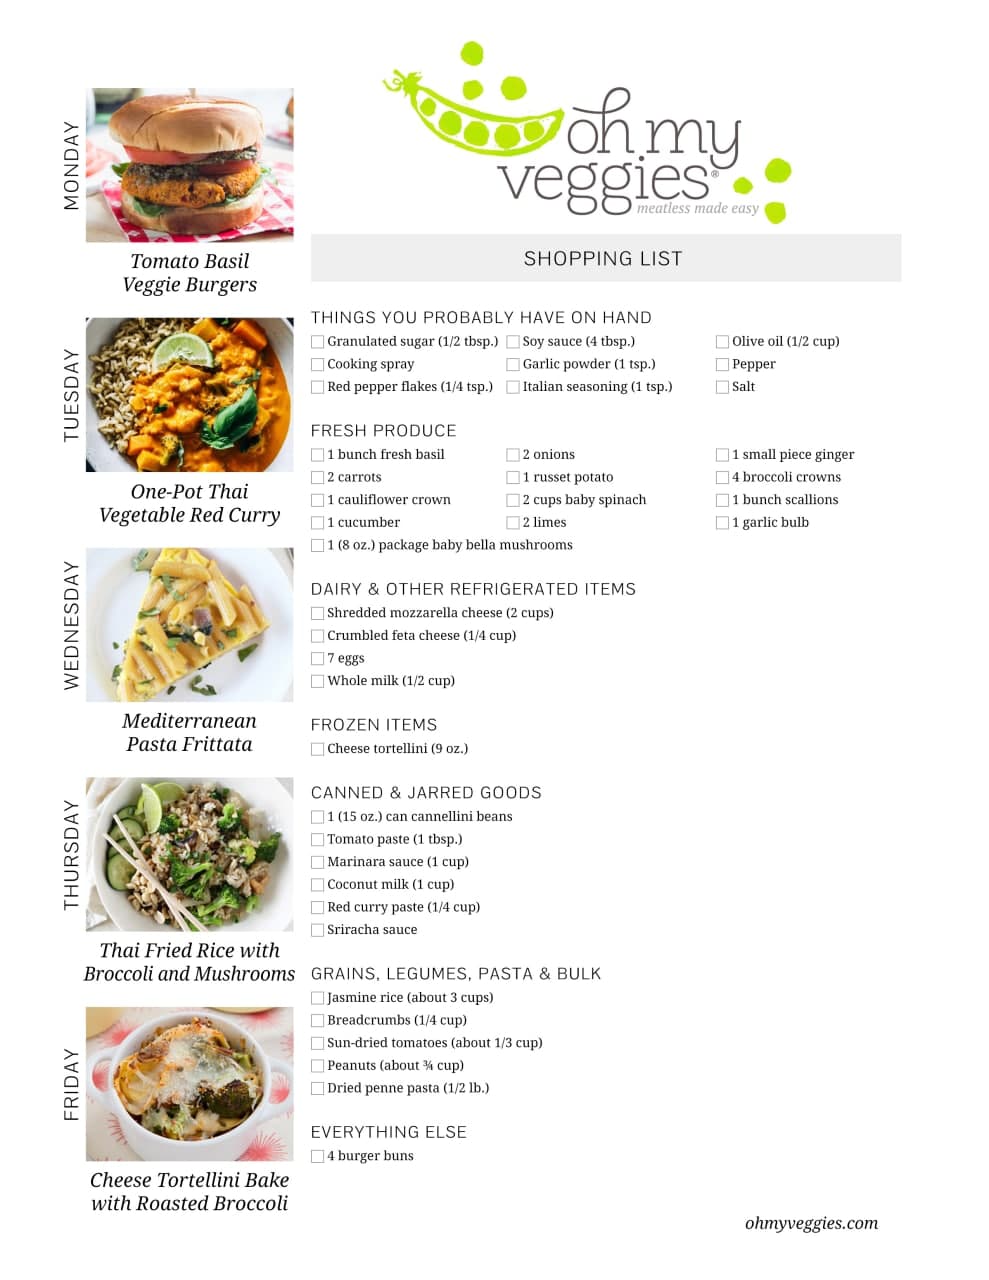 oh my
veggies®
meatless made easy
MONDAY
Tomato Basil
Veggie Burgers
TUESDAY
One-Pot Thai
Vegetable Red Curry
WEDNESDAY
Mediterranean
Pasta Frittata
THURSDAY
Thai Fried Rice with
Broccoli and Mushrooms
FRIDAY
Cheese Tortellini Bake
with Roasted Broccoli
SHOPPING LIST
THINGS YOU PROBABLY HAVE ON HAND
Granulated sugar (1/2 tbsp.) Soy sauce (4 tbsp.) Olive oil (1/2 cup)
Cooking spray Garlic powder (1 tsp.) Pepper
Red pepper flakes (1/4 tsp.) Italian seasoning (1 tsp.) Salt
FRESH PRODUCE
1 bunch fresh basil 2 onions 1 small piece ginger
2 carrots 1 russet potato 4 broccoli crowns
1 cauliflower crown 2 cups baby spinach 1 bunch scallions
1 cucumber 2 limes 1 garlic bulb
1 (8 oz.) package baby bella mushrooms
DAIRY & OTHER REFRIGERATED ITEMS
Shredded mozzarella cheese (2 cups)
Crumbled feta cheese (1/4 cup)
7 eggs
Whole milk (1/2 cup)
FROZEN ITEMS
Cheese tortellini (9 oz.)
CANNED & JARRED GOODS
1 (15 oz.) can cannellini beans
Tomato paste (1 tbsp.)
Marinara sauce (1 cup)
Coconut milk (1 cup)
Red curry paste (1/4 cup)
Sriracha sauce
GRAINS, LEGUMES, PASTA & BULK
Jasmine rice (about 3 cups)
Breadcrumbs (1/4 cup)
Sun-dried tomatoes (about 1/3 cup)
Peanuts (about ¾ cup)
Dried penne pasta (1/2 lb.)
EVERYTHING ELSE
4 burger buns
ohmyveggies.com